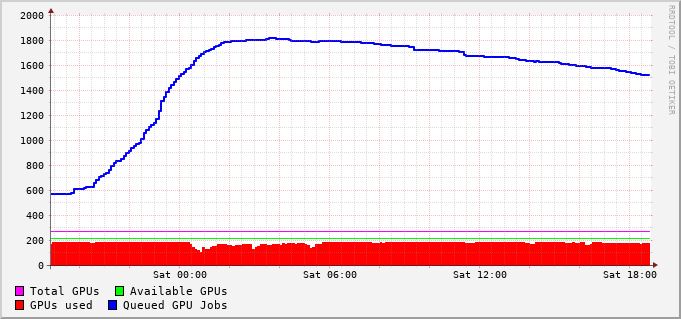 2000
1800
1600
1400
1200
1000
800
600
400
200
0
Sat 00:00 Sat 06:00 Sat 12:00 Sat 18:00
Total GPUs Available GPUs
GPUs used Queued GPU Jobs
RRDTOOL / TOBI OETIKER